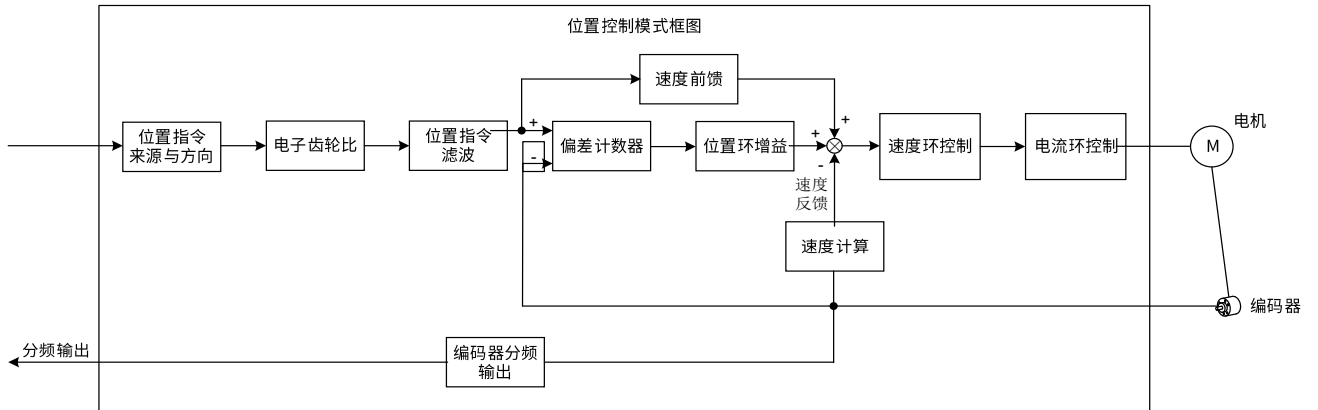 位置控制模式框图
速度前馈
位置指令
来源与方向
电子齿轮比
位置指令
滤波
+
-
偏差计数器
位置环增益
+
+
-
速度
反馈
速度环控制
电流环控制
电机
M
速度计算
编码器
分频输出
编码器分频
输出